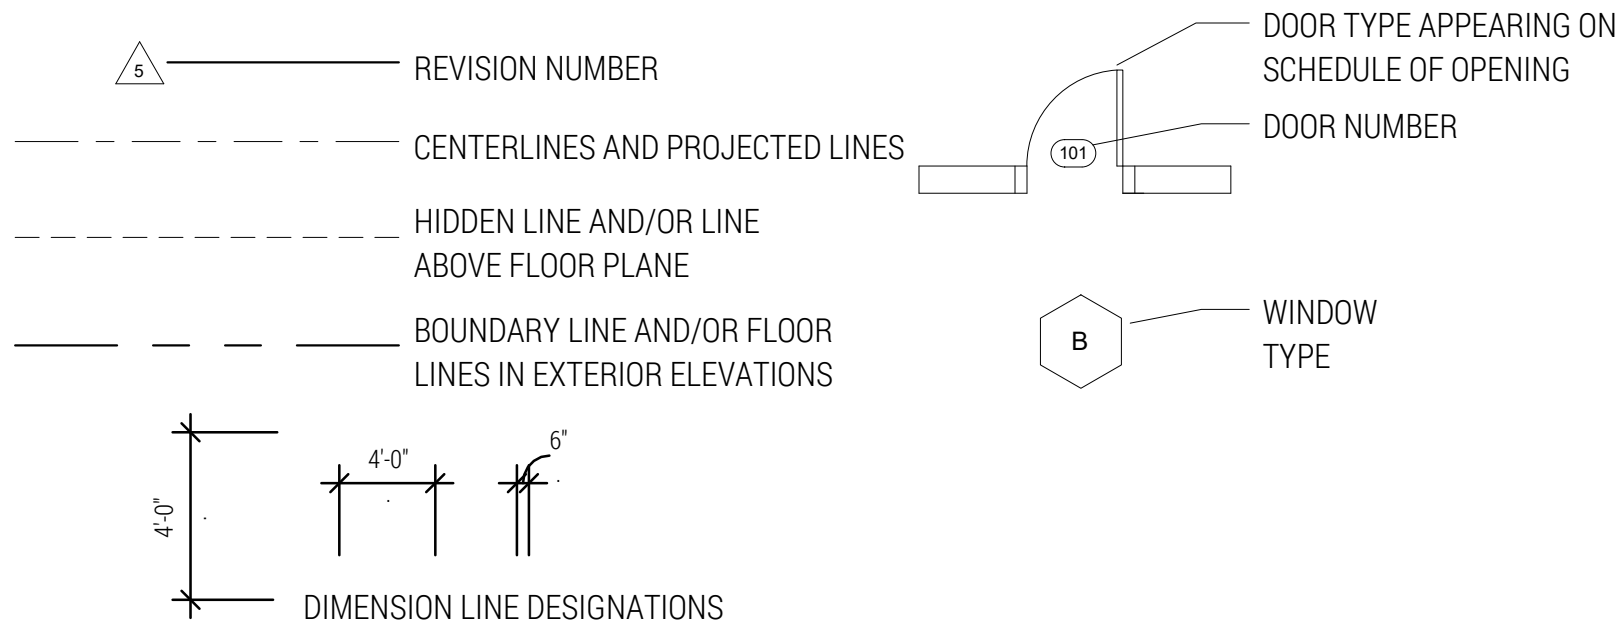 5
REVISION NUMBER
CENTERLINES AND PROJECTED LINES
HIDDEN LINE AND/OR LINE
ABOVE FLOOR PLANE
BOUNDARY LINE AND/OR FLOOR
LINES IN EXTERIOR ELEVATIONS
4'-0"
4'-0"
6"
DIMENSION LINE DESIGNATIONS
DOOR TYPE APPEARING ON
SCHEDULE OF OPENING
101
DOOR NUMBER
B
WINDOW
TYPE